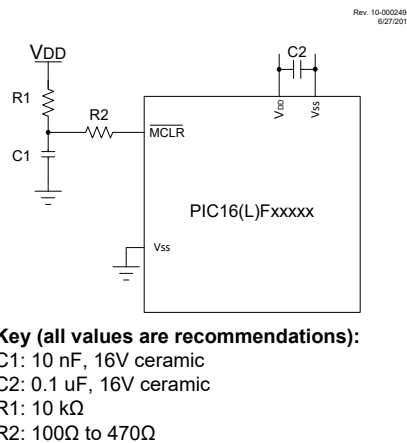 Rev. 10-000249
6/27/201
VDD
C2
R1
R2
VDD
Vss
MCLR
C1
PIC16(L)Fxxxxx
Vss
Key (all values are recommendations):
C1: 10 nF, 16V ceramic
C2: 0.1 uF, 16V ceramic
R1: 10 kΩ
R2: 100Ω to 470Ω